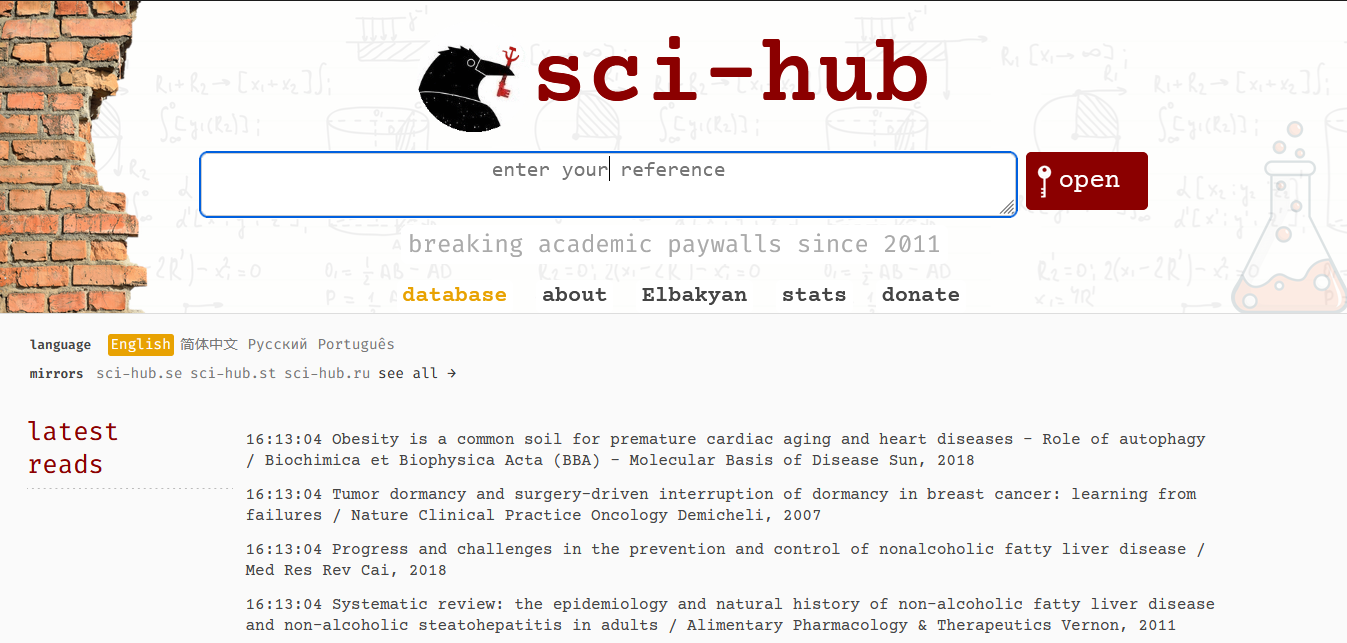 sci-hub
enter your reference
open
breaking academic paywalls since 2011
database about Elbakyan stats donate
language English 简体中文 Русский Português
mirrors sci-hub.se sci-hub.st sci-hub.ru see all →
latest
reads
16:13:04 Obesity is a common soil for premature cardiac aging and heart diseases - Role of autophagy
/ Biochimica et Biophysica Acta (BBA) - Molecular Basis of Disease Sun, 2018
16:13:04 Tumor dormancy and surgery-driven interruption of dormancy in breast cancer: learning from
failures / Nature Clinical Practice Oncology Demicheli, 2007
16:13:04 Progress and challenges in the prevention and control of nonalcoholic fatty liver disease /
Med Res Rev Cai, 2018
16:13:04 Systematic review: the epidemiology and natural history of non-alcoholic fatty liver disease
and non-alcoholic steatohepatitis in adults / Alimentary Pharmacology & Therapeutics Vernon, 2011